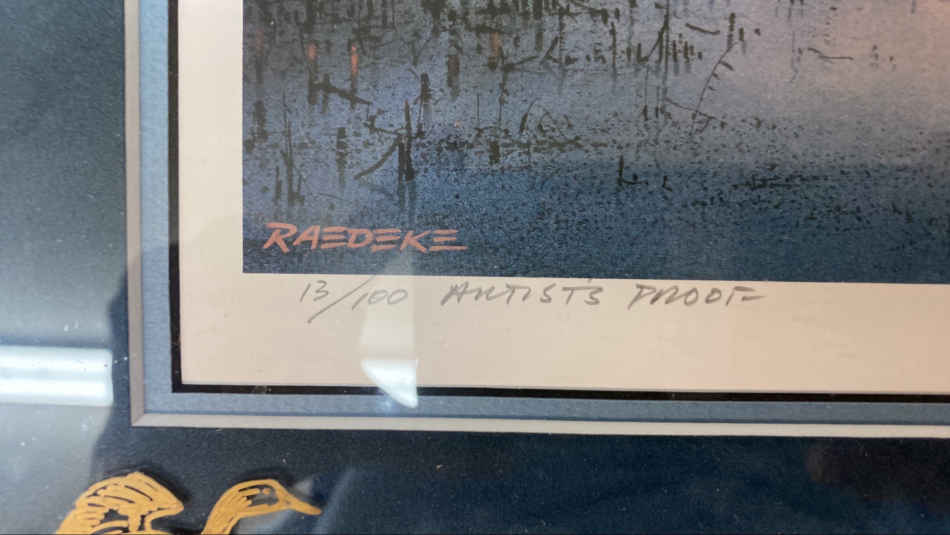 RAEDEKE
13/100 ARTISTS PROOF